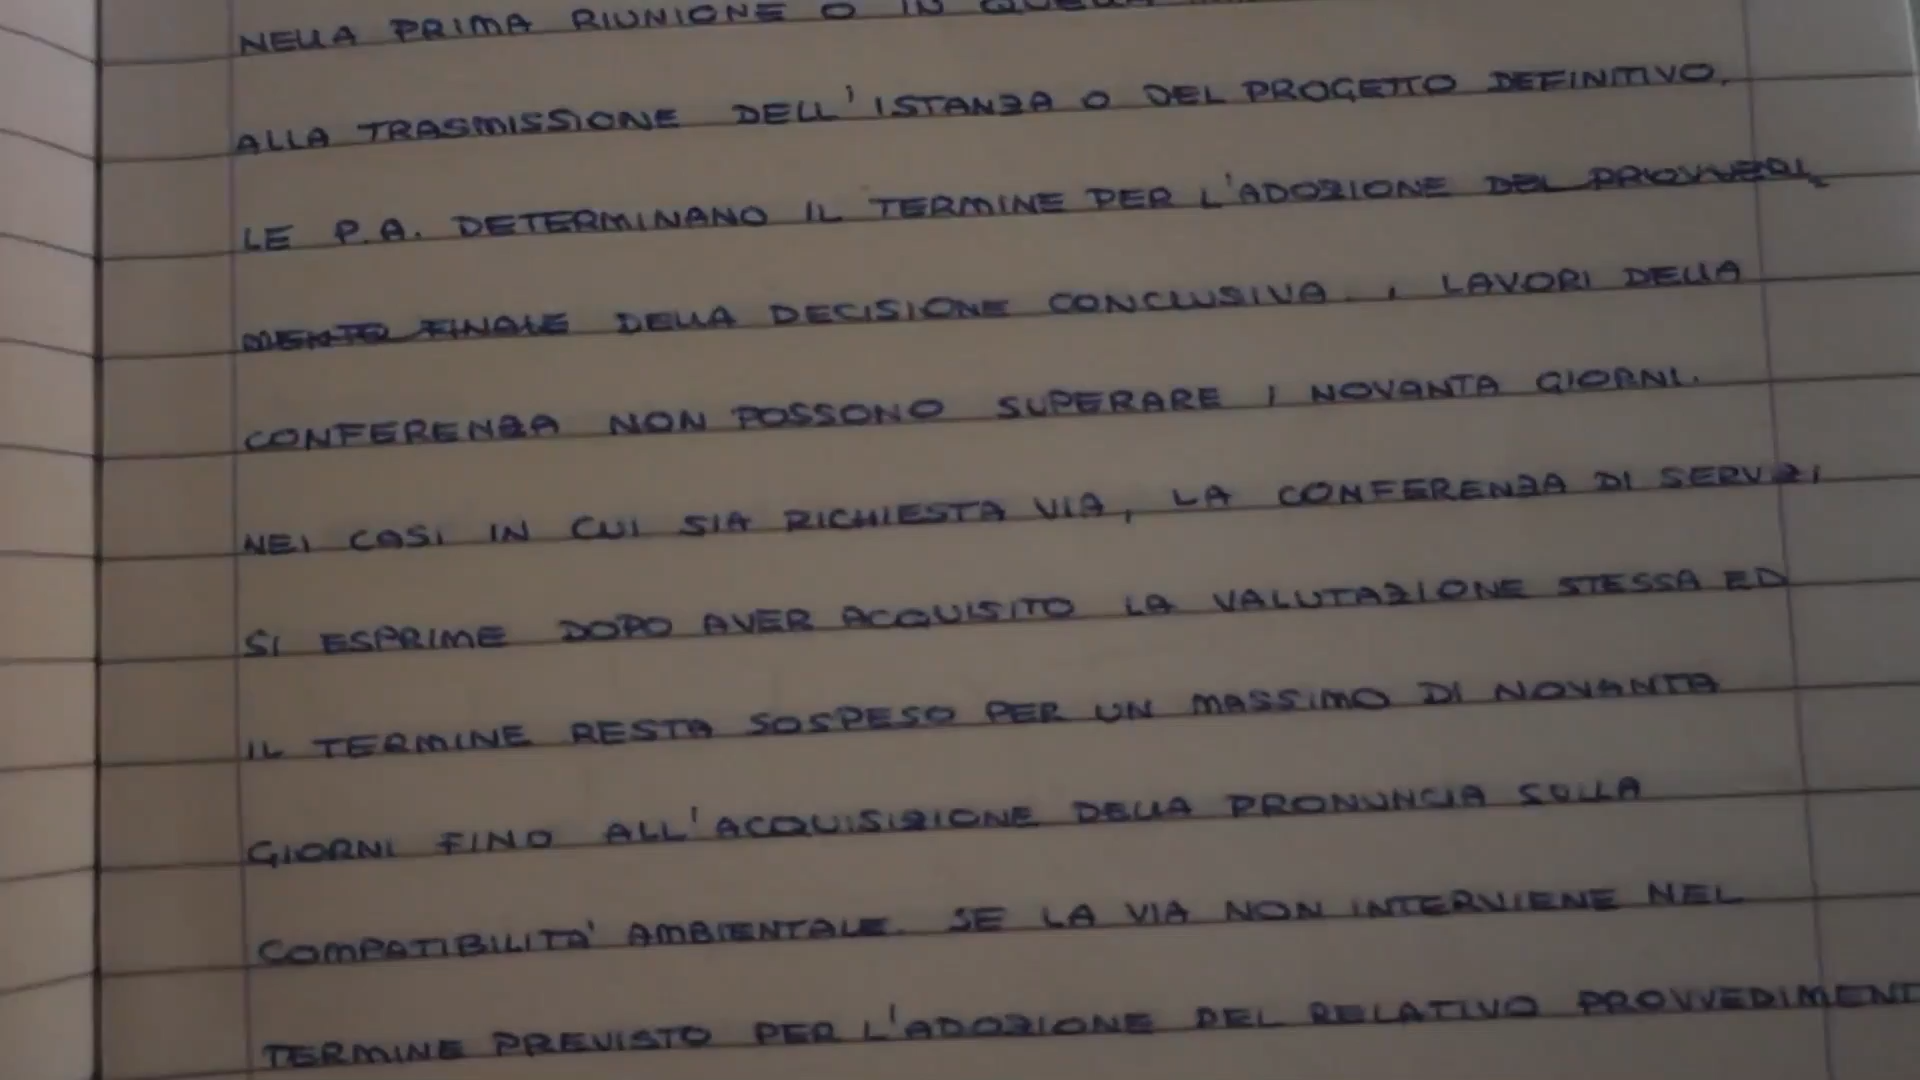 NELLA PRIMA RIUNIONE O IN
ALLA TRASMISSIONE DELL'ISTANZA O DEL PROGETTO DEFINITIVO,
LE P.A. DETERMINANO IL TERMINE PER L'ADOZIONE DEL PROVVEDI
MENTO FINALE DELLA DECISIONE CONCLUSIVA. I LAVORI DELLA
CONFERENZA NON POSSONO SUPERARE I NOVANTA GIORNI.
NEI CASI IN CUI SIA RICHIESTA VIA, LA CONFERENZA DI SERVIZI
SI ESPRIME DOPO AVER ACQUISITO LA VALUTAZIONE STESSA ED
IL TERMINE RESTA SOSPESO PER UN MASSIMO DI NOVANTA
GIORNI FINO ALL'ACQUISIZIONE DELLA PRONUNCIA SULLA
COMPATIBILITA' AMBIENTALE. SE LA VIA NON INTERVIENE NEL
TERMINE PREVISTO PER L'ADOZIONE DEL RELATIVO PROVVEDIMENT